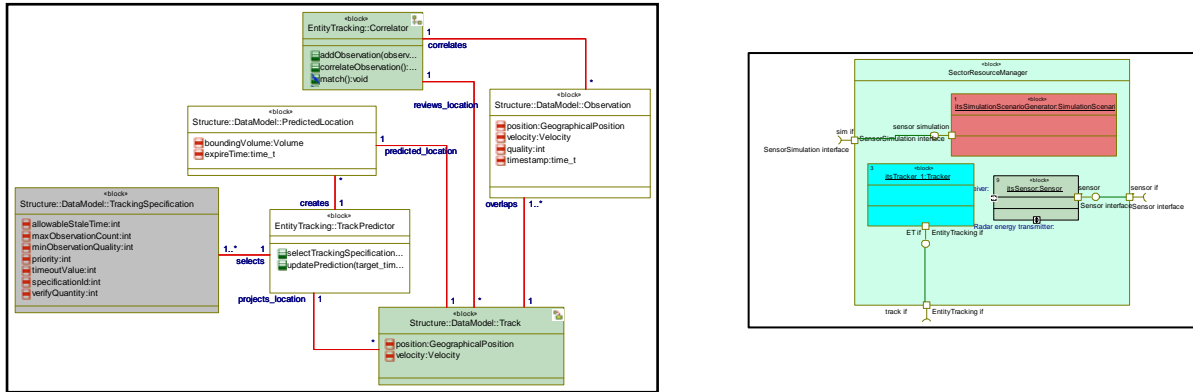 «block»
EntityTracking::Correlator
addObservation(observ...
correlateObservation():...
match():void
1
correlates
*
1
reviews_location
«block»
Structure::DataModel::Observation
position:GeographicalPosition
velocity:Velocity
quality:int
timestamp:time_t
overlaps
1..*
«block»
Structure::DataModel::PredictedLocation
boundingVolume:Volume
expireTime:time_t
1
predicted_location
*
creates
1
«block»
Structure::DataModel::TrackingSpecification
allowableStaleTime:int
maxObservationCount:int
minObservationQuality:int
priority:int
timeoutValue:int
specificationId:int
verifyQuantity:int
1..*
1
selects
«block»
EntityTracking::TrackPredictor
selectTrackingSpecification...
updatePrediction(target_tim...
projects_location
1
*
1
*
1
«block»
Structure::DataModel::Track
position:GeographicalPosition
velocity:Velocity
«block»
SectorResourceManager
1
«block»
itsSimulationScenarioGenerator:SimulationScenari
sim if
sensor simulation
SensorSimulation interface
SensorSimulation interface
3
«block»
itsTracker_1:Tracker
eiver:
9
«block»
itsSensor:Sensor
sensor
Sensor interface
sensor if
Sensor interface
Radar energy transmitter:
ET if
EntityTracking if
track if
EntityTracking if